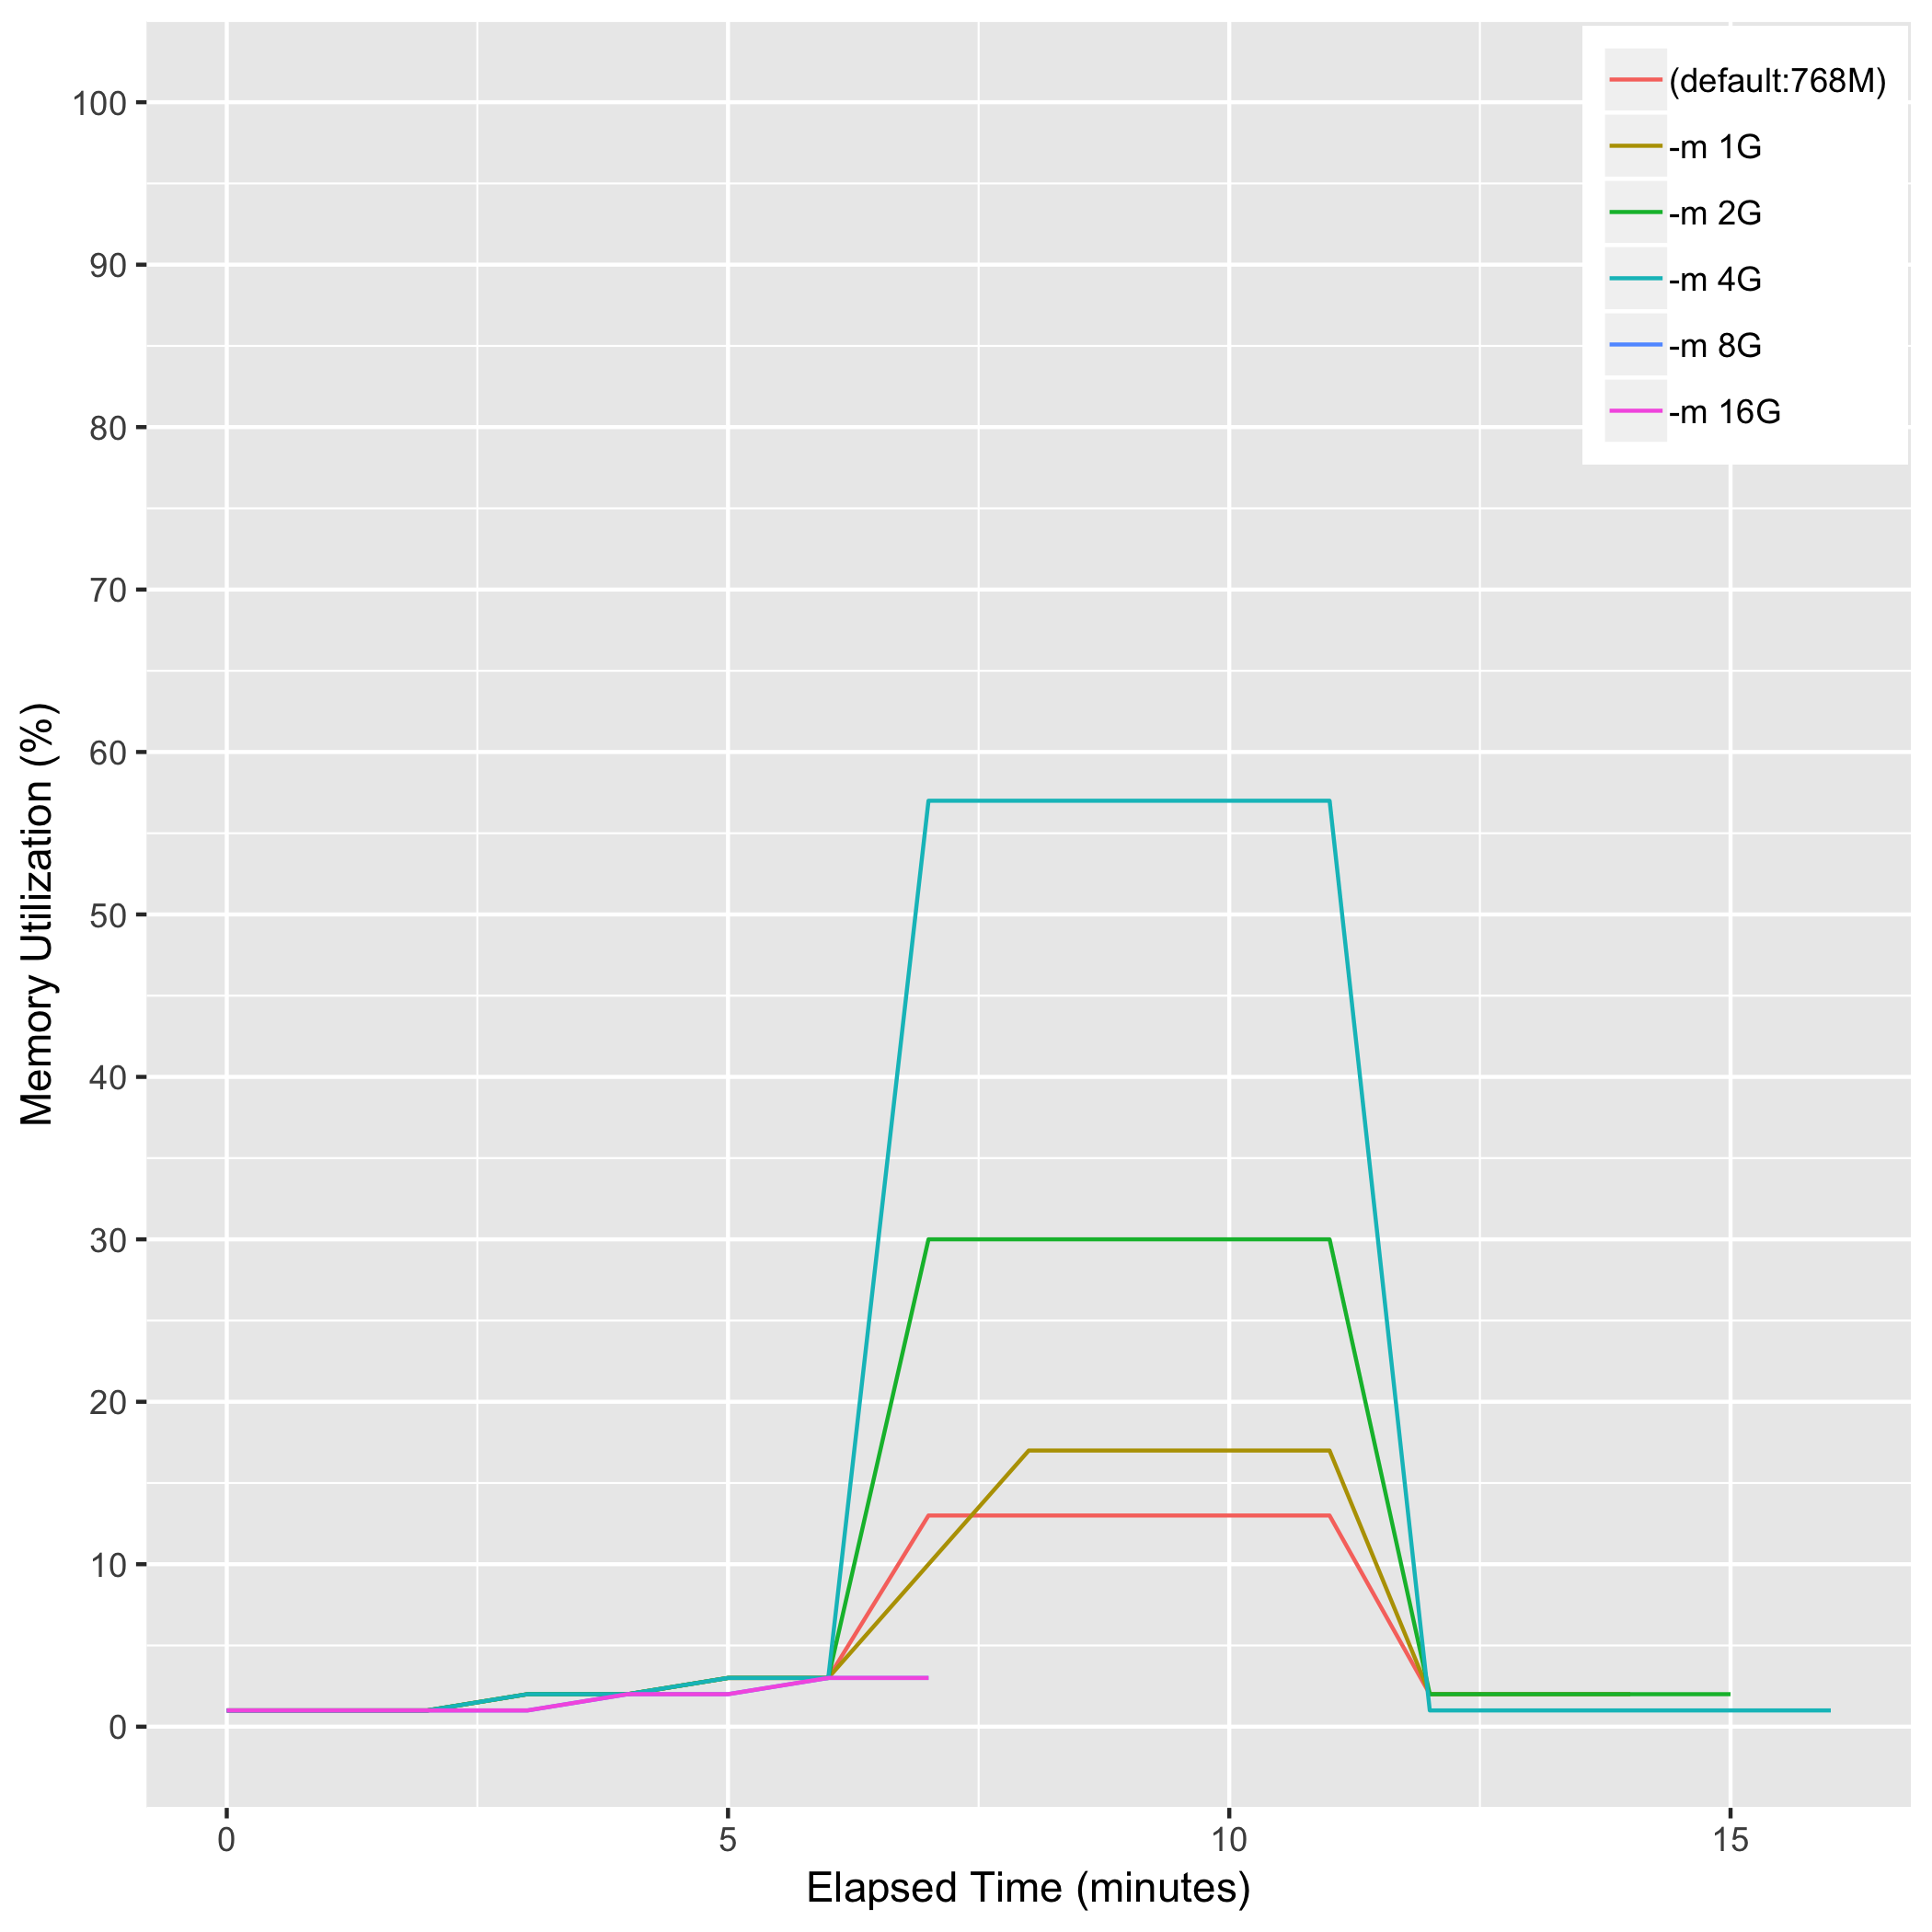 (default:768M)
-m 1G
-m 2G
-m 4G
-m 8G
-m 16G
Memory Utilization (%)
100
90
80
70
60
50
40
30
20
10
0
0 5 10 15
Elapsed Time (minutes)